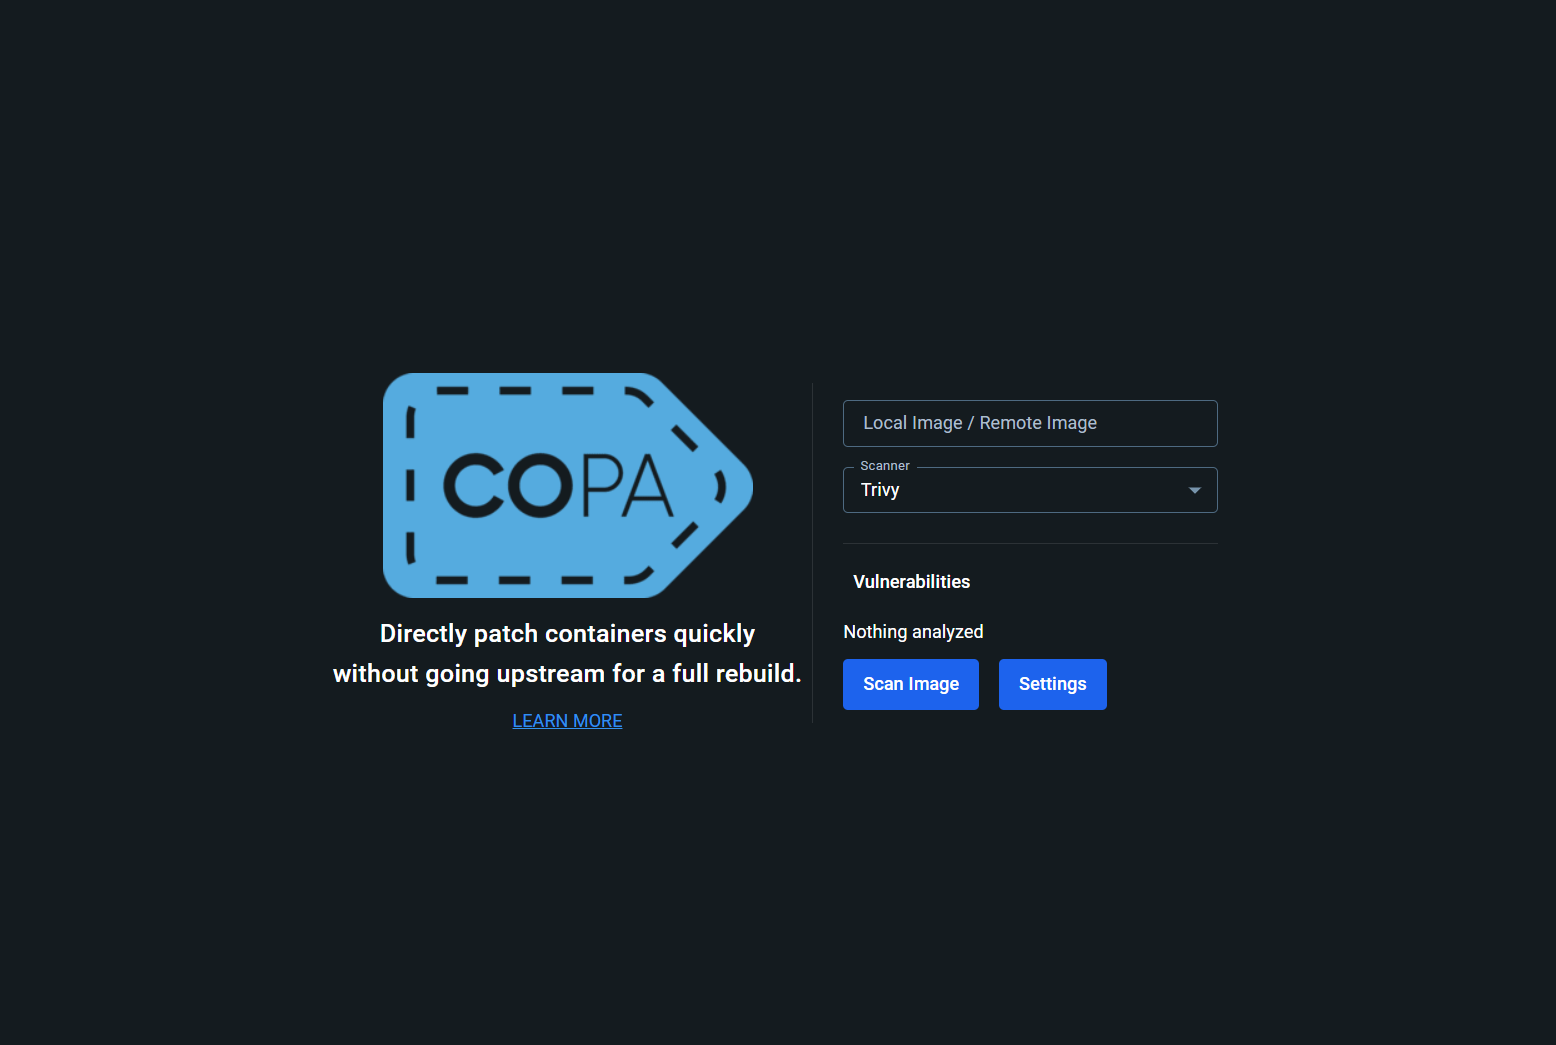 COPA
Directly patch containers quickly
without going upstream for a full rebuild.
LEARN MORE
Local Image / Remote Image
Scanner
Trivy
Vulnerabilities
Nothing analyzed
Scan Image
Settings